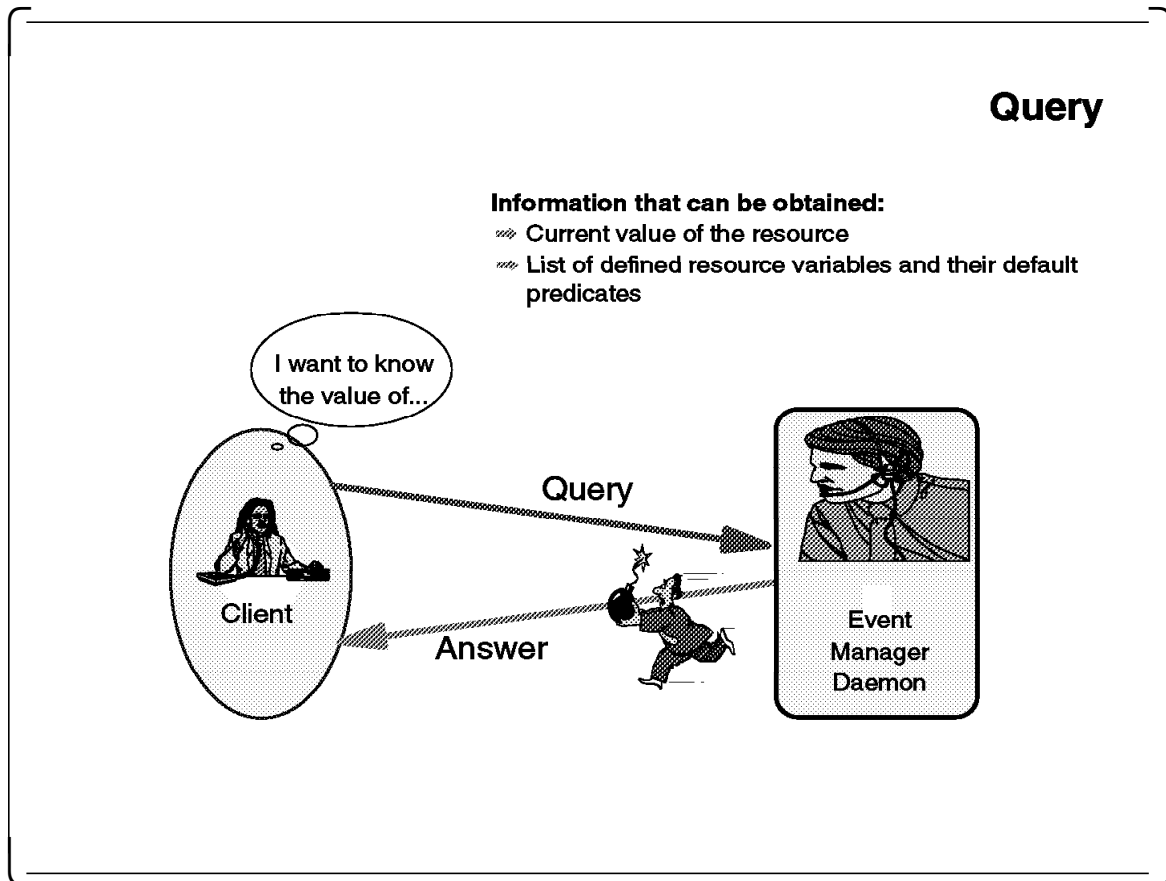 Query
Information that can be obtained:
Current value of the resource
List of defined resource variables and their default
predicates
I want to know
the value of...
Query
Client
Answer
Event
Manager
Daemon